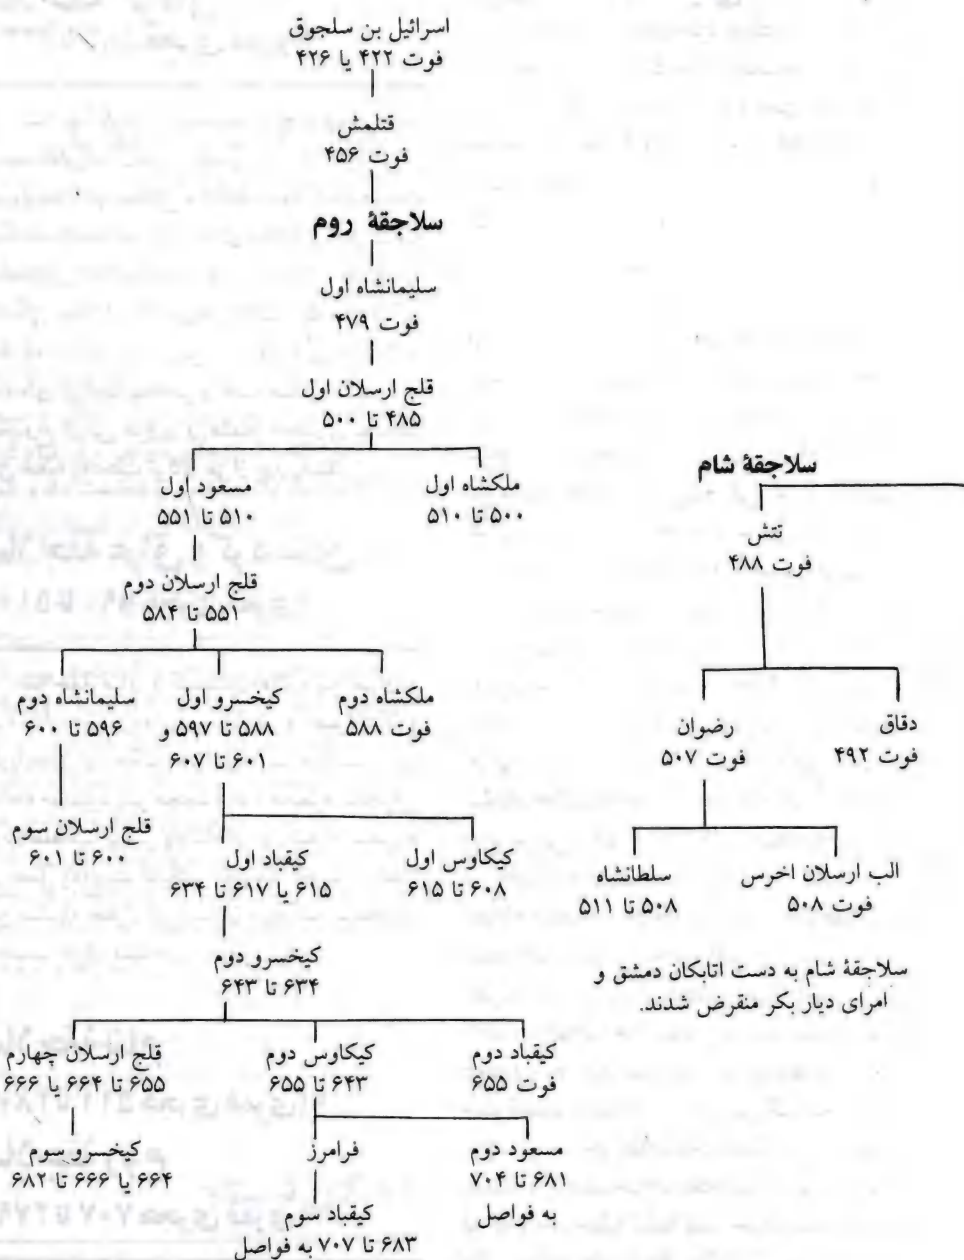 اسرائیل بن سلجوق
فوت ۴۲۲ یا ۴۲۶
قتلمش
فوت ۴۵۶
سلاجقهٔ روم
سلیمانشاه اول
فوت ۴۷۹
قلج ارسلان اول
۴۸۵ تا ۵۰۰
ملکشاه اول
۵۰۰ تا ۵۱۰
مسعود اول
۵۱۰ تا ۵۵۱
قلج ارسلان دوم
۵۵۱ تا ۵۸۴
ملکشاه دوم
فوت ۵۸۸
کیخسرو اول
۵۸۸ تا ۵۹۷ و
۶۰۱ تا ۶۰۷
سلیمانشاه دوم
۵۹۶ تا ۶۰۰
قلج ارسلان سوم
۶۰۰ تا ۶۰۱
کیکاوس اول
۶۰۸ تا ۶۱۵
کیقباد اول
۶۱۵ یا ۶۱۷ تا ۶۳۴
کیخسرو دوم
۶۳۴ تا ۶۴۳
کیقباد دوم
فوت ۶۵۵
کیکاوس دوم
۶۴۳ تا ۶۵۵
قلج ارسلان چهارم
۶۵۵ تا ۶۶۴ یا ۶۶۶
مسعود دوم
۶۸۱ تا ۷۰۴
به فواصل
فرامرز
کیقباد سوم
۶۸۳ تا ۷۰۷ به فواصل
کیخسرو سوم
۶۶۴ یا ۶۶۶ تا ۶۸۲
سلاجقهٔ شام
تتش
فوت ۴۸۸
دقاق
فوت ۴۹۲
رضوان
فوت ۵۰۷
الب ارسلان اخرس
فوت ۵۰۸
سلطانشاه
۵۰۸ تا ۵۱۱
سلاجقهٔ شام به دست اتابکان دمشق و
امرای دیار بکر منقرض شدند.